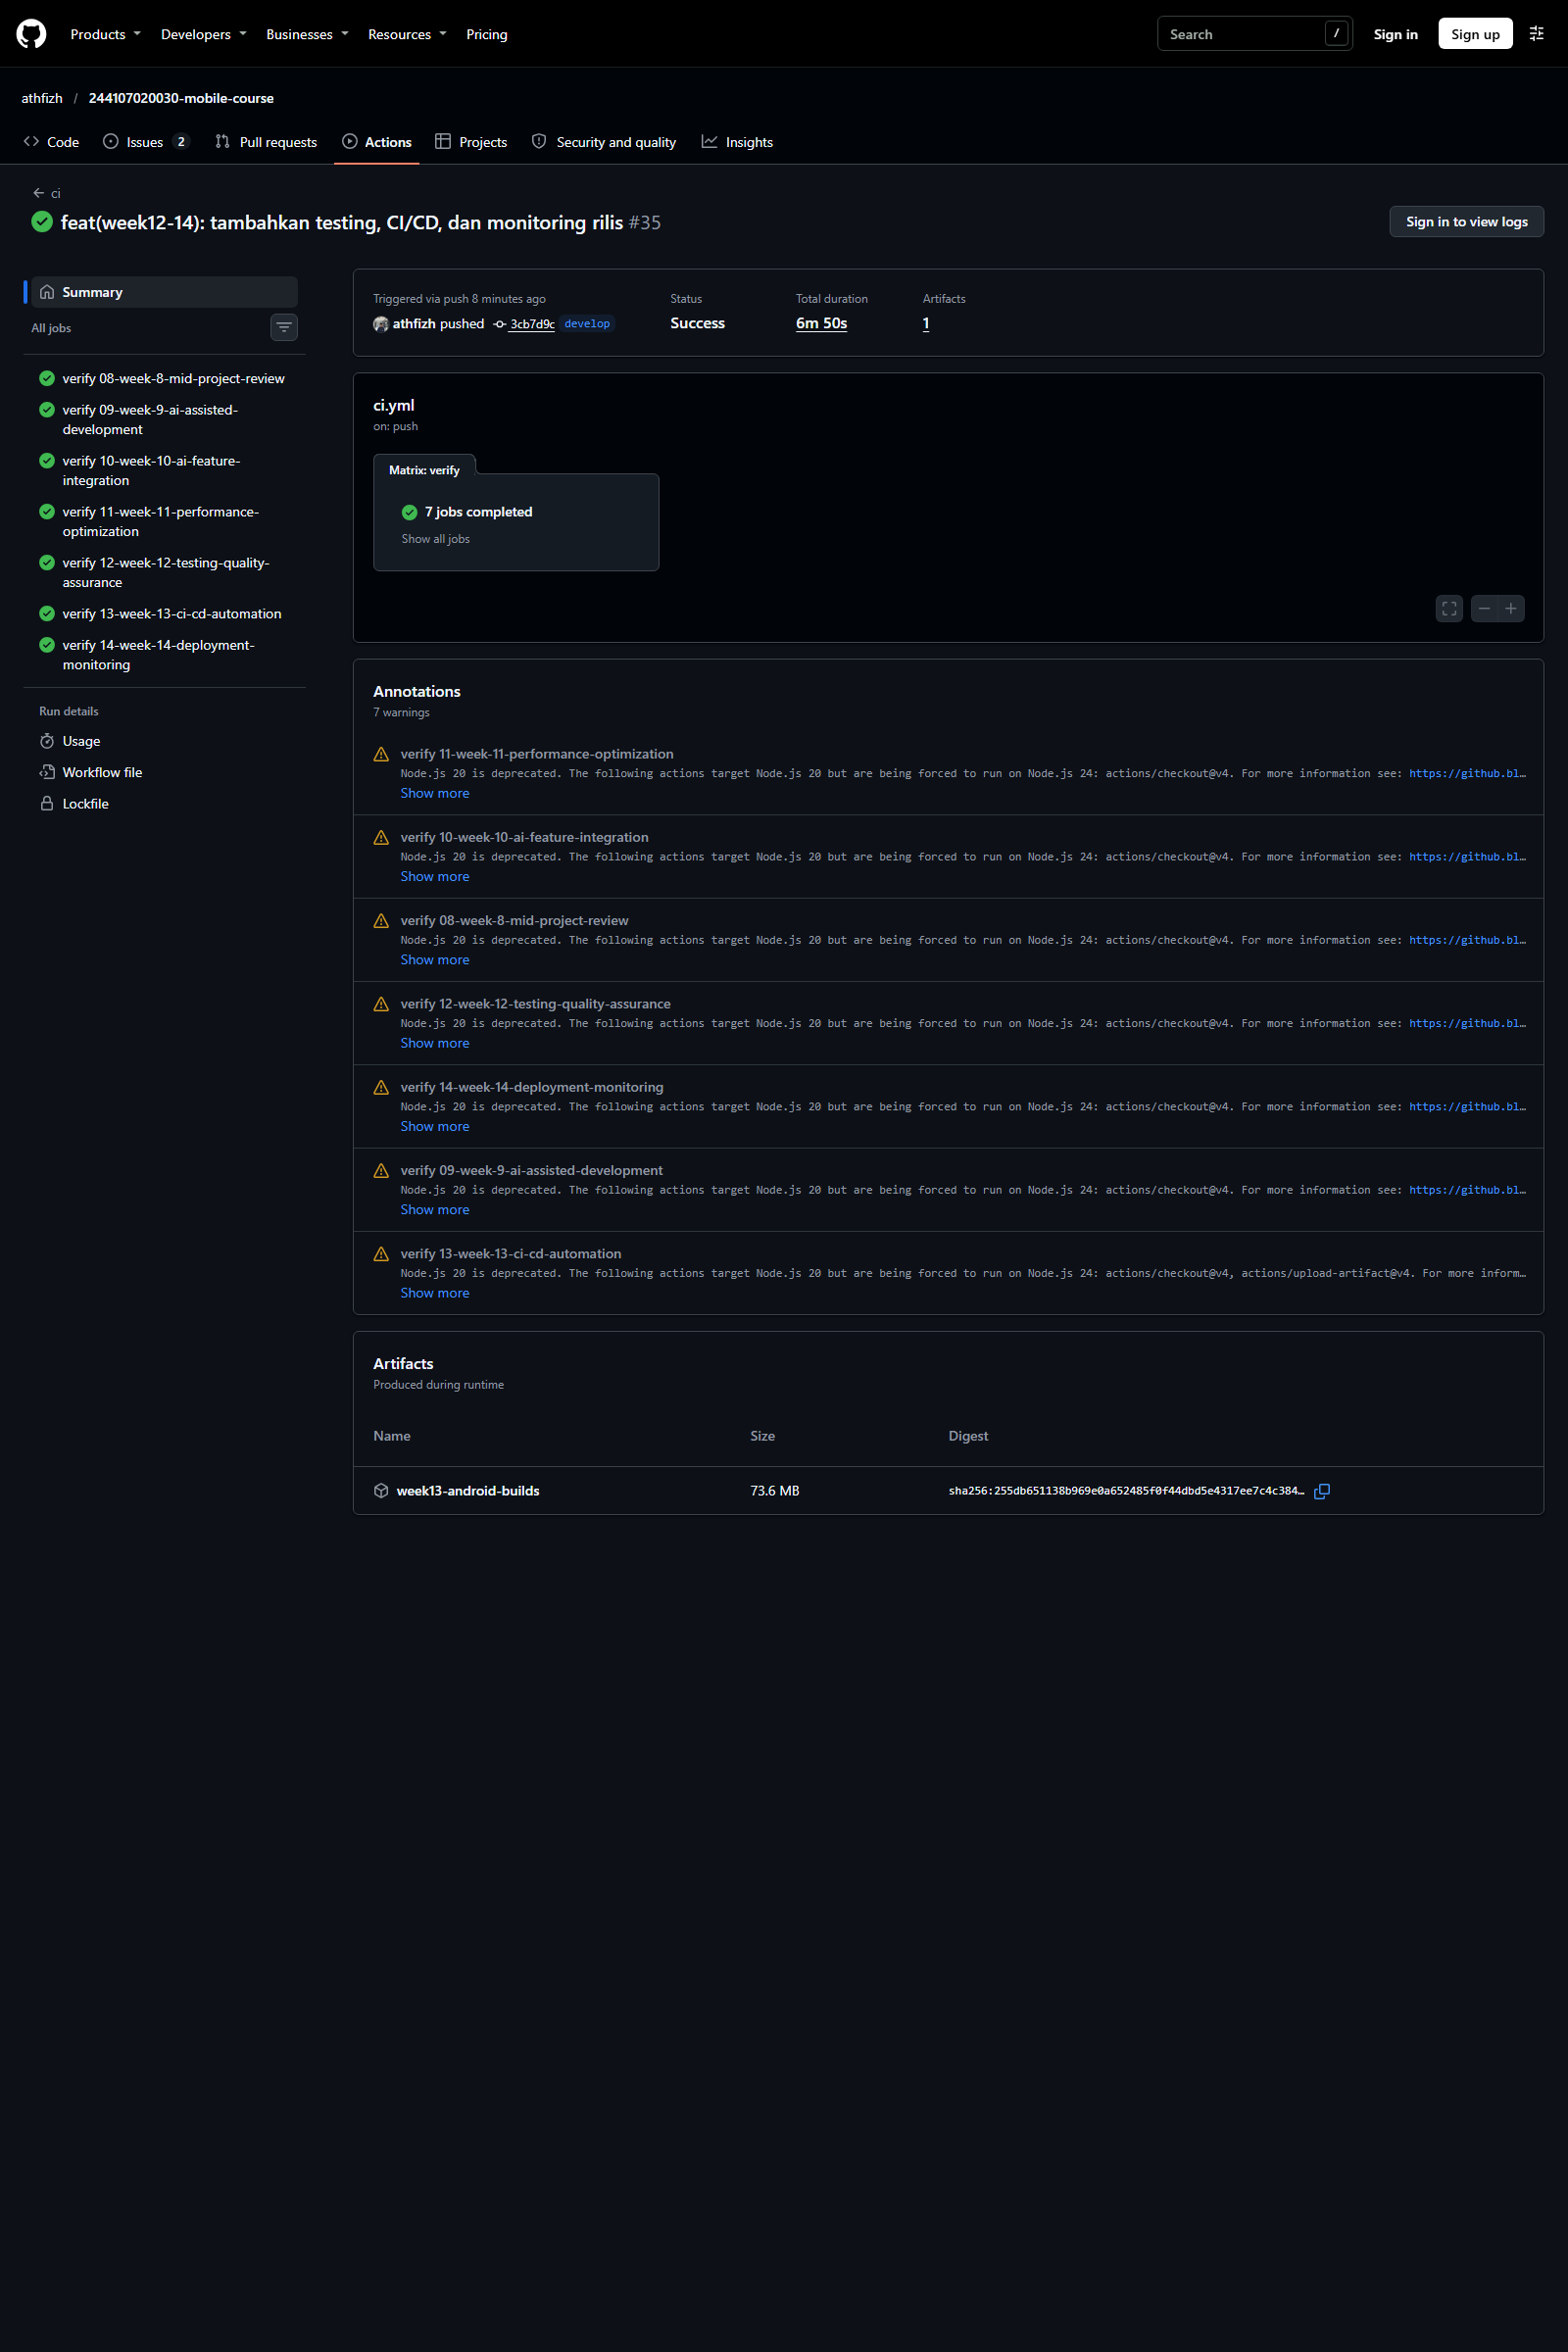 Products Developers Businesses Resources Pricing Search / Sign in Sign up
athfizh / 244107020030-mobile-course
Code Issues 2 Pull requests Actions Projects Security and quality Insights
ci
feat(week12-14): tambahkan testing, CI/CD, dan monitoring rilis #35
Sign in to view logs
Summary
All jobs
verify 08-week-8-mid-project-review
verify 09-week-9-ai-assisted-
development
verify 10-week-10-ai-feature-
integration
verify 11-week-11-performance-
optimization
verify 12-week-12-testing-quality-
assurance
verify 13-week-13-ci-cd-automation
verify 14-week-14-deployment-
monitoring
Run details
Usage
Workflow file
Lockfile
Triggered via push 8 minutes ago
athfizh pushed 3cb7d9c develop
Status
Success
Total duration
6m 50s
Artifacts
1
ci.yml
on: push
Matrix: verify
7 jobs completed
Show all jobs
Annotations
7 warnings
verify 11-week-11-performance-optimization
Node.js 20 is deprecated. The following actions target Node.js 20 but are being forced to run on Node.js 24: actions/checkout@v4. For more information see: https://github.bl…
Show more
verify 10-week-10-ai-feature-integration
Node.js 20 is deprecated. The following actions target Node.js 20 but are being forced to run on Node.js 24: actions/checkout@v4. For more information see: https://github.bl…
Show more
verify 08-week-8-mid-project-review
Node.js 20 is deprecated. The following actions target Node.js 20 but are being forced to run on Node.js 24: actions/checkout@v4. For more information see: https://github.bl…
Show more
verify 12-week-12-testing-quality-assurance
Node.js 20 is deprecated. The following actions target Node.js 20 but are being forced to run on Node.js 24: actions/checkout@v4. For more information see: https://github.bl…
Show more
verify 14-week-14-deployment-monitoring
Node.js 20 is deprecated. The following actions target Node.js 20 but are being forced to run on Node.js 24: actions/checkout@v4. For more information see: https://github.bl…
Show more
verify 09-week-9-ai-assisted-development
Node.js 20 is deprecated. The following actions target Node.js 20 but are being forced to run on Node.js 24: actions/checkout@v4. For more information see: https://github.bl…
Show more
verify 13-week-13-ci-cd-automation
Node.js 20 is deprecated. The following actions target Node.js 20 but are being forced to run on Node.js 24: actions/checkout@v4, actions/upload-artifact@v4. For more inform…
Show more
Artifacts
Produced during runtime
Name Size Digest
week13-android-builds 73.6 MB sha256:255db651138b969e0a652485f0f44dbd5e4317ee7c4c384…